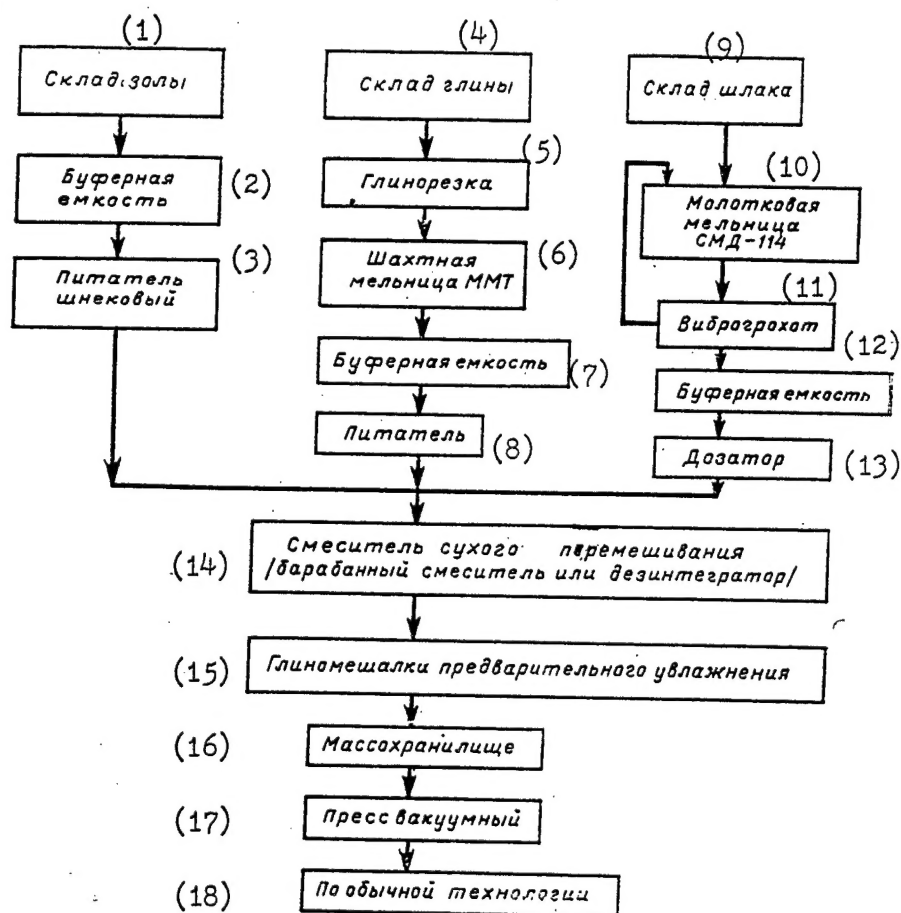 (1)
Склад золы
(2)
Буферная
емкость
(3)
Питатель
шнековый
(4)
Склад глины
(5)
Глинорезка
(6)
Шахтная
мельница ММТ
Буферная емкость
(7)
Питатель
(8)
(9)
Склад шлака
(10)
Молотковая
мельница
СМД-114
(11)
Виброгрохот
(12)
Буферная емкость
Дозатор
(13)
(14)
Смеситель сухого перемешивания
/барабанный смеситель или дезинтегратор/
(15)
Глиномешалки предварительного увлажнения
(16)
Массохранилище
(17)
Пресс вакуумный
(18)
По обычной технологии